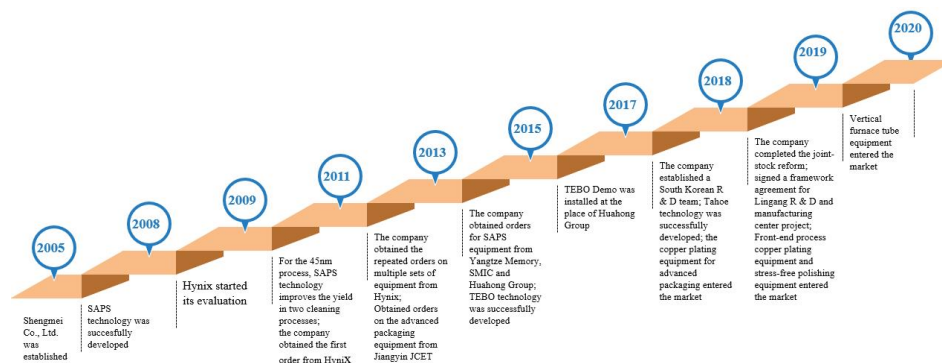 2005
Shengmei
Co., Ltd.
was
established
2008
SAPS
technology was
succesfully
developed
2009
Hynix started
its evaluation
2011
For the 45nm
process, SAPS
technology
improves the yield
in two cleaning
processes;
the company
obtained the first
order from HyniX
2013
The company
obtained the
repeated orders on
multiple sets of
equipment from
Hynix;
Obtained orders
on the advanced
packaging
equipment from
Jiangyin JCET
2015
The company
obtained orders
for SAPS
equipment from
Yangtze Memory,
SMIC and
Huahong Group;
TEBO technology
was successfully
developed
2017
TEBO Demo was
installed at the
place of Huahong
Group
2018
The company
established a
South Korean R
& D team; Tahoe
technology was
successfully
developed; the
copper plating
equipment for
advanced
packaging entered
the market
2019
The company
completed the joint-
stock reform;
signed a framework
agreement for
Lingang R & D and
manufacturing
center project;
Front-end process
copper plating
equipment and
stress-free polishing
equipment entered
the market
2020
Vertical
furnace tube
equipment
entered the
market